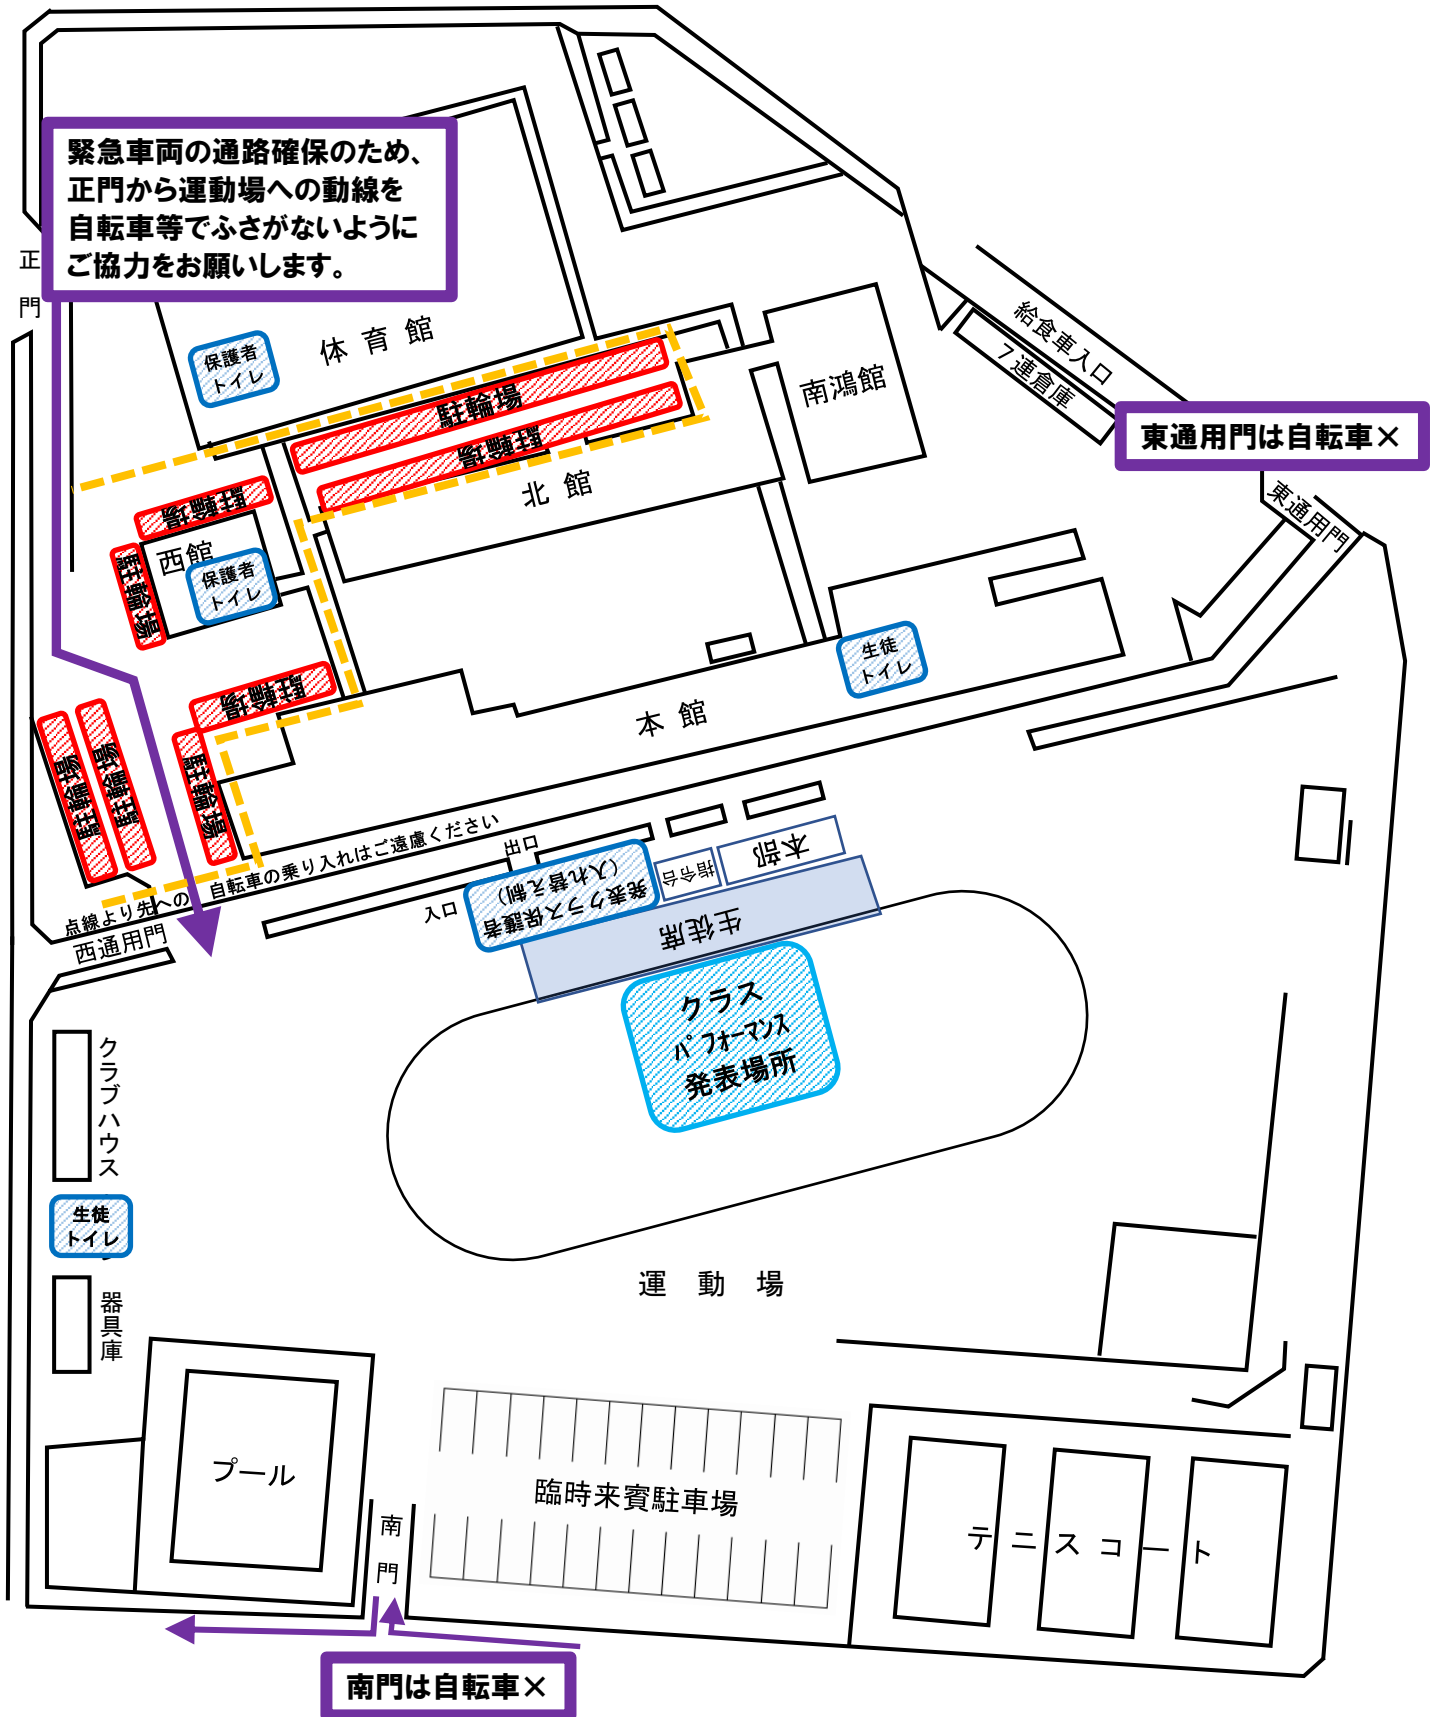 緊急車両の通路確保のため、
正門から運動場への動線を
自転車等でふさがないように
ご協力をお願いします。
正門
体育館
保護者
トイレ
駐輪場
駐輪場
北館
南鴻館
給食車入口
7連倉庫
東通用門は自転車×
東通用門
駐輪場
西館
保護者
トイレ
駐輪場
駐輪場
駐輪場
駐輪場
駐輪場
本館
生徒
トイレ
点線より先への 自転車の乗り入れはご遠慮ください
西通用門
出口
入口
発表クラス保護者
(入れ替え制)
指令台
本部
生徒席
クラス
パフォーマンス
発表場所
クラブハウス
生徒
トイレ
器具庫
運動場
プール
南門
臨時来賓駐車場
テニスコート
南門は自転車×